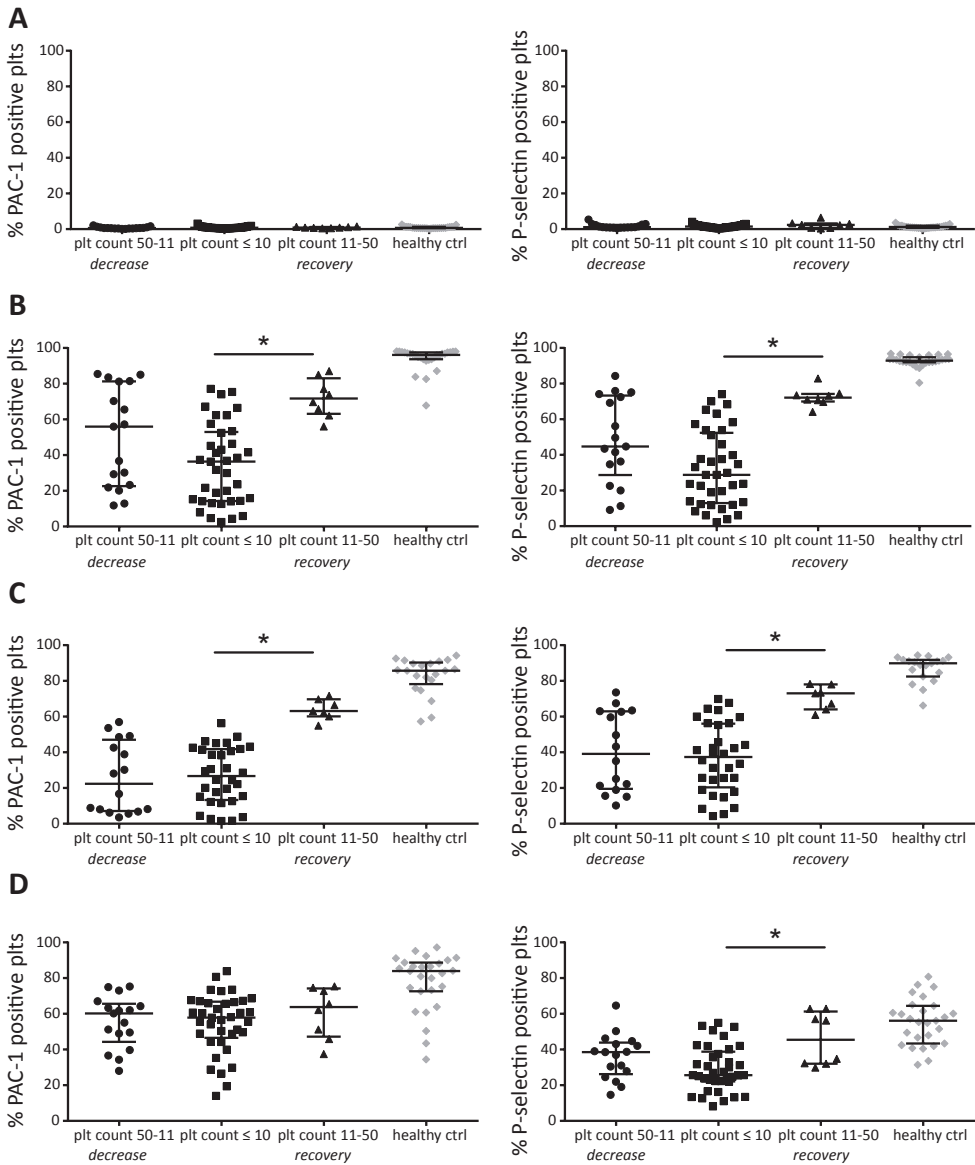 A
% PAC-1 positive plts
100
80
60
40
20
0
plt count 50-11
decrease
plt count ≤ 10
plt count 11-50
recovery
healthy ctrl
% P-selectin positive plts
100
80
60
40
20
0
plt count 50-11
decrease
plt count ≤ 10
plt count 11-50
recovery
healthy ctrl
B
% PAC-1 positive plts
100
80
60
40
20
0
*
plt count 50-11
decrease
plt count ≤ 10
plt count 11-50
recovery
healthy ctrl
% P-selectin positive plts
100
80
60
40
20
0
*
plt count 50-11
decrease
plt count ≤ 10
plt count 11-50
recovery
healthy ctrl
C
% PAC-1 positive plts
100
80
60
40
20
0
*
plt count 50-11
decrease
plt count ≤ 10
plt count 11-50
recovery
healthy ctrl
% P-selectin positive plts
100
80
60
40
20
0
*
plt count 50-11
decrease
plt count ≤ 10
plt count 11-50
recovery
healthy ctrl
D
% PAC-1 positive plts
100
80
60
40
20
0
plt count 50-11
decrease
plt count ≤ 10
plt count 11-50
recovery
healthy ctrl
% P-selectin positive plts
100
80
60
40
20
0
*
plt count 50-11
decrease
plt count ≤ 10
plt count 11-50
recovery
healthy ctrl